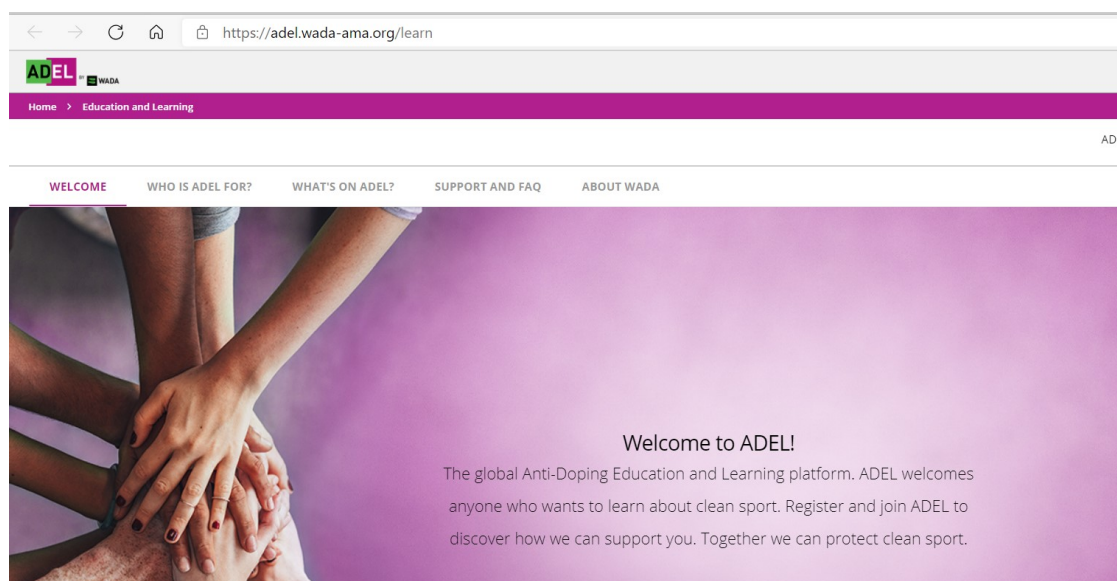 https://adel.wada-ama.org/learn
ADEL BY WADA
Home > Education and Learning
AD
WELCOME WHO IS ADEL FOR? WHAT'S ON ADEL? SUPPORT AND FAQ ABOUT WADA
Welcome to ADEL!
The global Anti-Doping Education and Learning platform. ADEL welcomes
anyone who wants to learn about clean sport. Register and join ADEL to
discover how we can support you. Together we can protect clean sport.